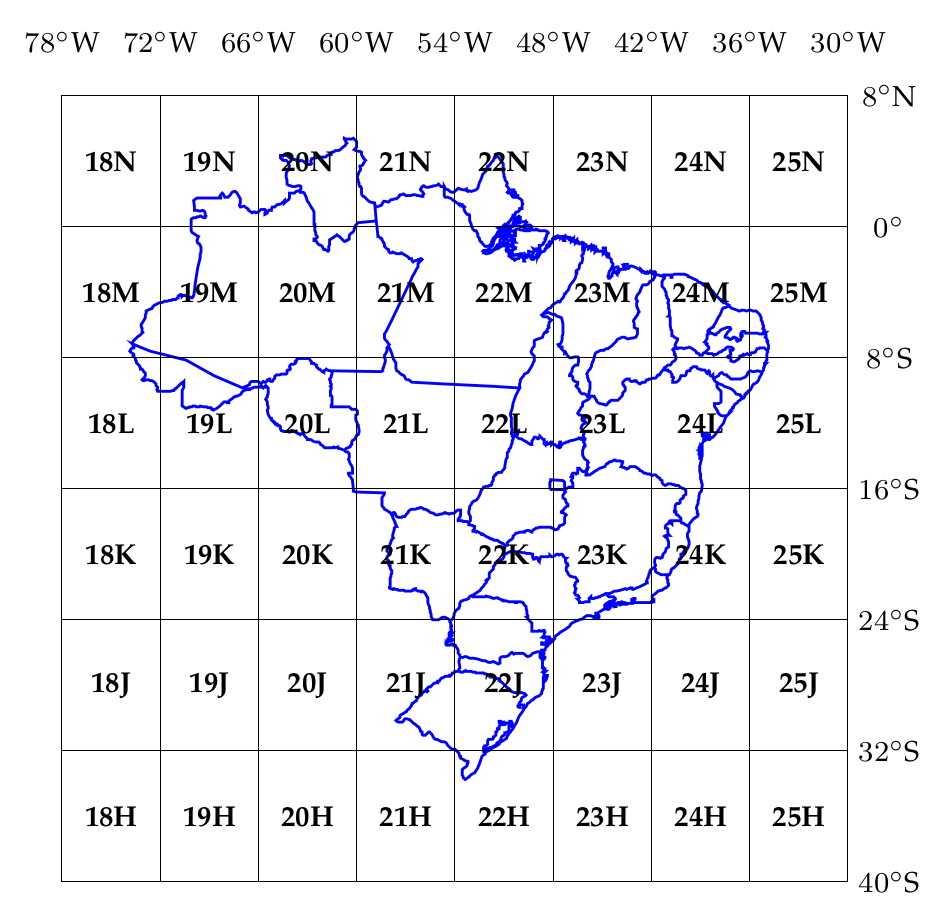 78°W 72°W 66°W 60°W 54°W 48°W 42°W 36°W 30°W
8°N
18N 19N 20N 21N 22N 23N 24N 25N
0°
18M 19M 20M 21M 22M 23M 24M 25M
8°S
18L 19L 20L 21L 22L 23L 24L 25L
16°S
18K 19K 20K 21K 22K 23K 24K 25K
24°S
18J 19J 20J 21J 22J 23J 24J 25J
32°S
18H 19H 20H 21H 22H 23H 24H 25H
40°S